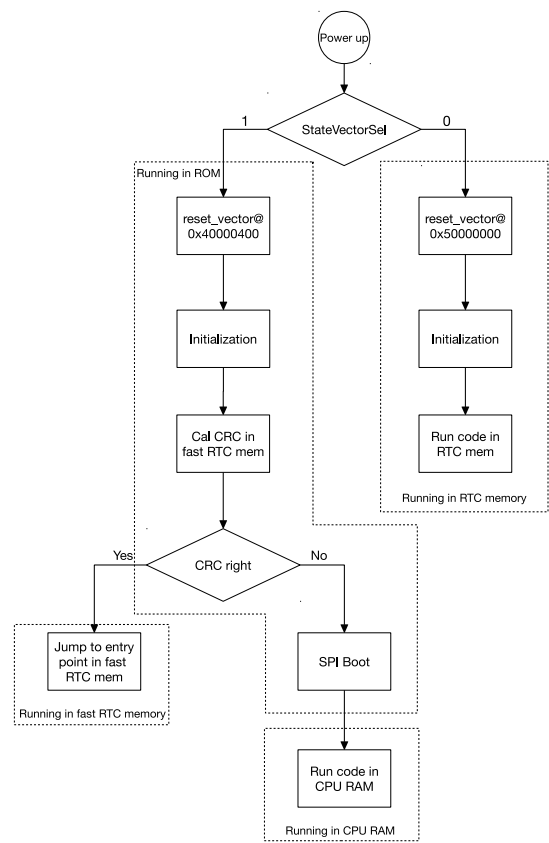 Power up
StateVectorSel
1
0
Running in ROM
reset_vector@
0x40000400
reset_vector@
0x50000000
Initialization
Initialization
Cal CRC in
fast RTC mem
Run code in
RTC mem
Running in RTC memory
CRC right
Yes
No
Jump to entry
point in fast
RTC mem
Running in fast RTC memory
SPI Boot
Run code in
CPU RAM
Running in CPU RAM